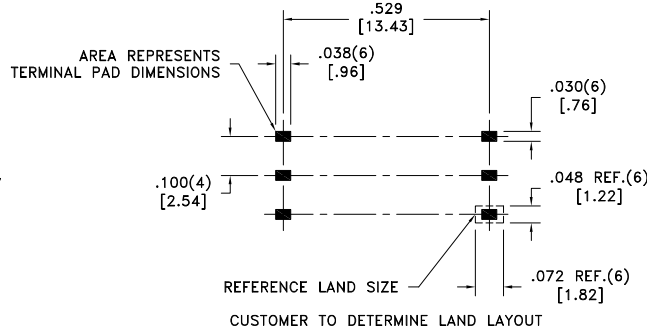 .529
[13.43]
AREA REPRESENTS
TERMINAL PAD DIMENSIONS
.038(6)
[.96]
.030(6)
[.76]
.100(4)
[2.54]
.048 REF.(6)
[1.22]
REFERENCE LAND SIZE
.072 REF.(6)
[1.82]
CUSTOMER TO DETERMINE LAND LAYOUT